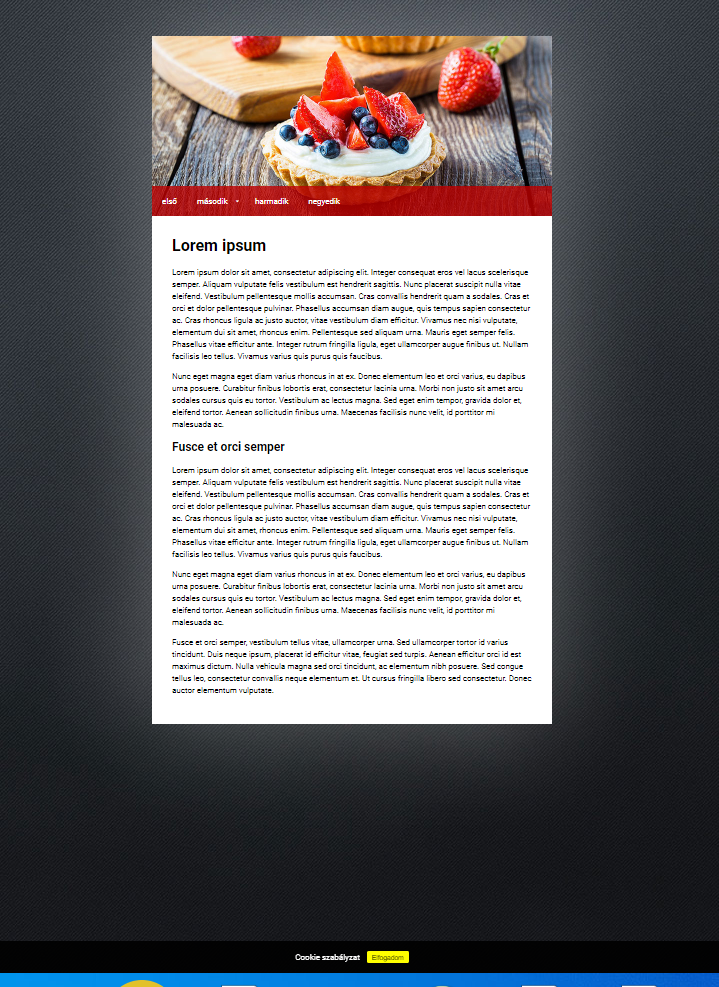 első
második
harmadik
negyedik
Lorem ipsum
Lorem ipsum dolor sit amet, consectetur adipiscing elit. Integer consequat eros vel lacus scelerisque
semper. Aliquam vulputate felis vestibulum est hendrerit sagittis. Nunc placerat suscipit nulla vitae
eleifend. Vestibulum pellentesque mollis accumsan. Cras convallis hendrerit quam a sodales. Cras et
orci et dolor pellentesque pulvinar. Phasellus accumsan diam augue, quis tempus sapien consectetur
ac. Cras rhoncus ligula ac justo auctor, vitae vestibulum diam efficitur. Vivamus nec nisi vulputate,
elementum dui sit amet, rhoncus enim. Pellentesque sed aliquam urna. Mauris eget semper felis.
Phasellus vitae efficitur ante. Integer rutrum fringilla ligula, eget ullamcorper augue finibus ut. Nullam
facilisis leo tellus. Vivamus varius quis purus quis faucibus.
Nunc eget magna eget diam varius rhoncus in at ex. Donec elementum leo et orci varius, eu dapibus
urna posuere. Curabitur finibus lobortis erat, consectetur lacinia urna. Morbi non justo sit amet arcu
sodales cursus quis eu tortor. Vestibulum ac lectus magna. Sed eget enim tempor, gravida dolor et,
eleifend tortor. Aenean sollicitudin finibus urna. Maecenas facilisis nunc velit, id porttitor mi
malesuada ac.
Fusce et orci semper
Lorem ipsum dolor sit amet, consectetur adipiscing elit. Integer consequat eros vel lacus scelerisque
semper. Aliquam vulputate felis vestibulum est hendrerit sagittis. Nunc placerat suscipit nulla vitae
eleifend. Vestibulum pellentesque mollis accumsan. Cras convallis hendrerit quam a sodales. Cras et
orci et dolor pellentesque pulvinar. Phasellus accumsan diam augue, quis tempus sapien consectetur
ac. Cras rhoncus ligula ac justo auctor, vitae vestibulum diam efficitur. Vivamus nec nisi vulputate,
elementum dui sit amet, rhoncus enim. Pellentesque sed aliquam urna. Mauris eget semper felis.
Phasellus vitae efficitur ante. Integer rutrum fringilla ligula, eget ullamcorper augue finibus ut. Nullam
facilisis leo tellus. Vivamus varius quis purus quis faucibus.
Nunc eget magna eget diam varius rhoncus in at ex. Donec elementum leo et orci varius, eu dapibus
urna posuere. Curabitur finibus lobortis erat, consectetur lacinia urna. Morbi non justo sit amet arcu
sodales cursus quis eu tortor. Vestibulum ac lectus magna. Sed eget enim tempor, gravida dolor et,
eleifend tortor. Aenean sollicitudin finibus urna. Maecenas facilisis nunc velit, id porttitor mi
malesuada ac.
Fusce et orci semper, vestibulum tellus vitae, ullamcorper urna. Sed ullamcorper tortor id varius
tincidunt. Duis neque ipsum, placerat id efficitur vitae, feugiat sed turpis. Aenean efficitur orci id est
maximus dictum. Nulla vehicula magna sed orci tincidunt, ac elementum nibh posuere. Sed congue
tellus leo, consectetur convallis neque elementum et. Ut cursus fringilla libero sed consectetur. Donec
auctor elementum vulputate.
Cookie szabályzat
Elfogadom